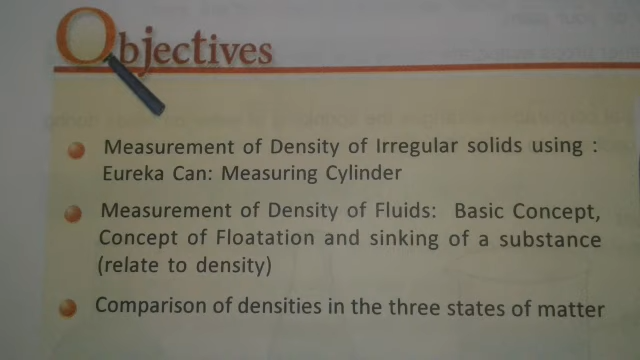 Objectives
Measurement of Density of Irregular solids using :
Eureka Can: Measuring Cylinder
Measurement of Density of Fluids: Basic Concept,
Concept of Floatation and sinking of a substance
(relate to density)
Comparison of densities in the three states of matter